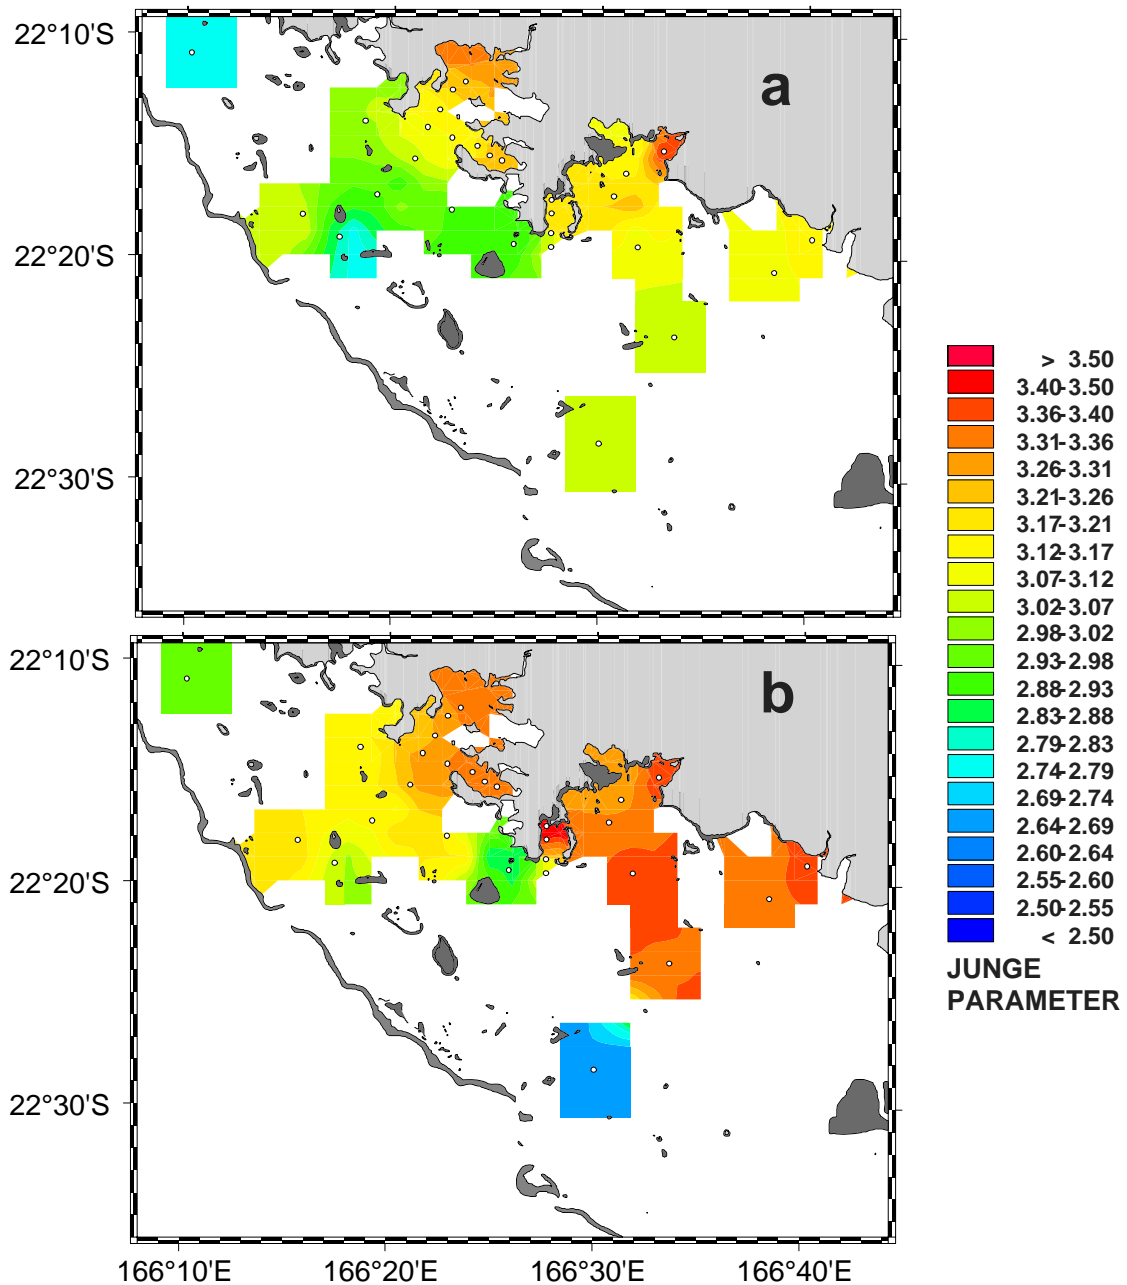 22°10'S
a
22°20'S
22°30'S
22°10'S
b
22°20'S
22°30'S
166°10'E 166°20'E 166°30'E 166°40'E
> 3.50
3.40-3.50
3.36-3.40
3.31-3.36
3.26-3.31
3.21-3.26
3.17-3.21
3.12-3.17
3.07-3.12
3.02-3.07
2.98-3.02
2.93-2.98
2.88-2.93
2.83-2.88
2.79-2.83
2.74-2.79
2.69-2.74
2.64-2.69
2.60-2.64
2.55-2.60
2.50-2.55
< 2.50
JUNGE
PARAMETER